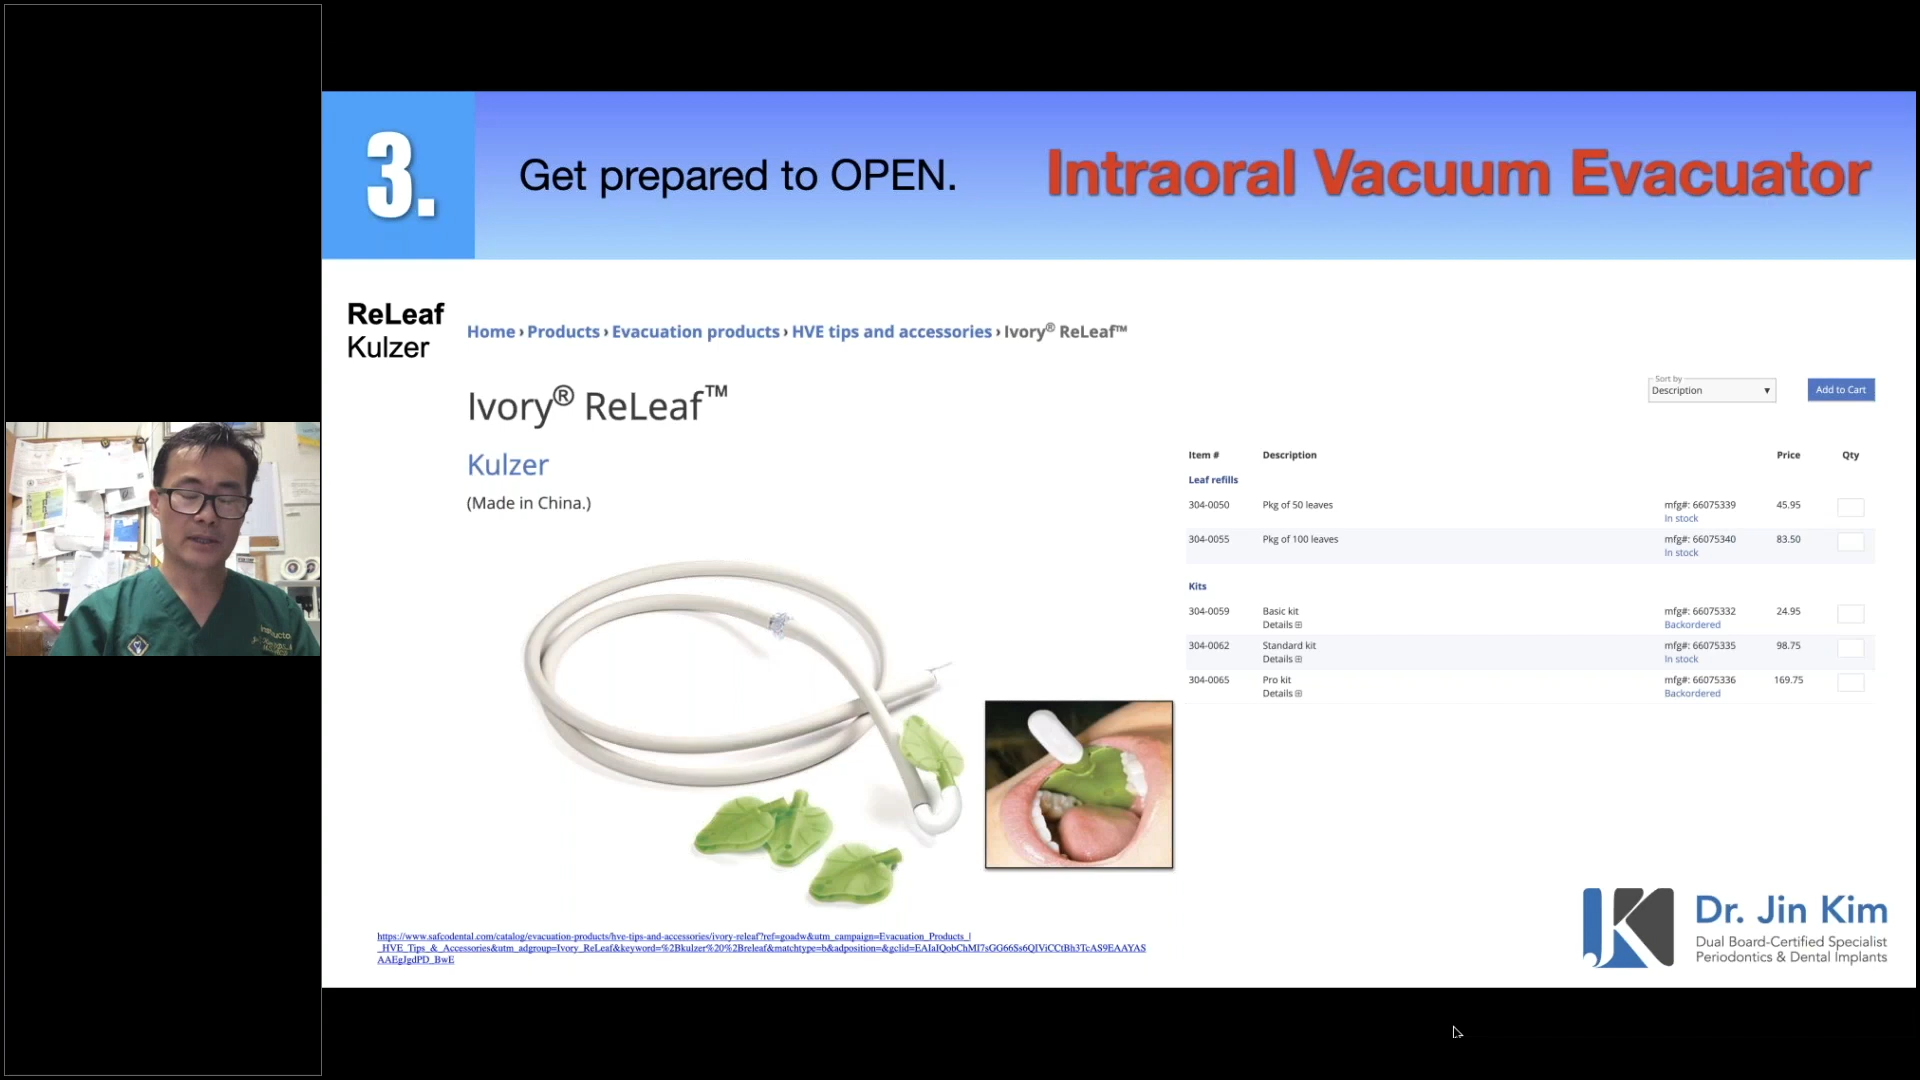 3.
Get prepared to OPEN.
Intraoral Vacuum Evacuator
ReLeaf
Kulzer
Home › Products › Evacuation products › HVE tips and accessories › Ivory® ReLeaf™
Ivory® ReLeaf™
Kulzer
(Made in China.)
Sort by
Description ▼
Add to Cart
Item # Description Price Qty
Leaf refills
304-0050 Pkg of 50 leaves mfg#: 66075339 45.95
In stock
304-0055 Pkg of 100 leaves mfg#: 66075340 83.50
In stock
Kits
304-0059 Basic kit mfg#: 66075332 24.95
Details Backordered
304-0062 Standard kit mfg#: 66075335 98.75
Details In stock
304-0065 Pro kit mfg#: 66075336 169.75
Details Backordered
https://www.safcodental.com/catalog/evacuation-products/hve-tips-and-accessories/ivory-releaf?ref=goadw&utm_campaign=Evacuation_Products_|
_HVE_Tips_&_Accessories&utm_adgroup=Ivory_ReLeaf&keyword=%2Bkulzer%20%2Breleaf&matchtype=b&adposition=&gclid=EAIaIQobChMI7sGG66Ss6QIViCCtBh3TcAS9EAAYAS
AAEgJgdPD_BwE
JK
Dr. Jin Kim
Dual Board-Certified Specialist
Periodontics & Dental Implants